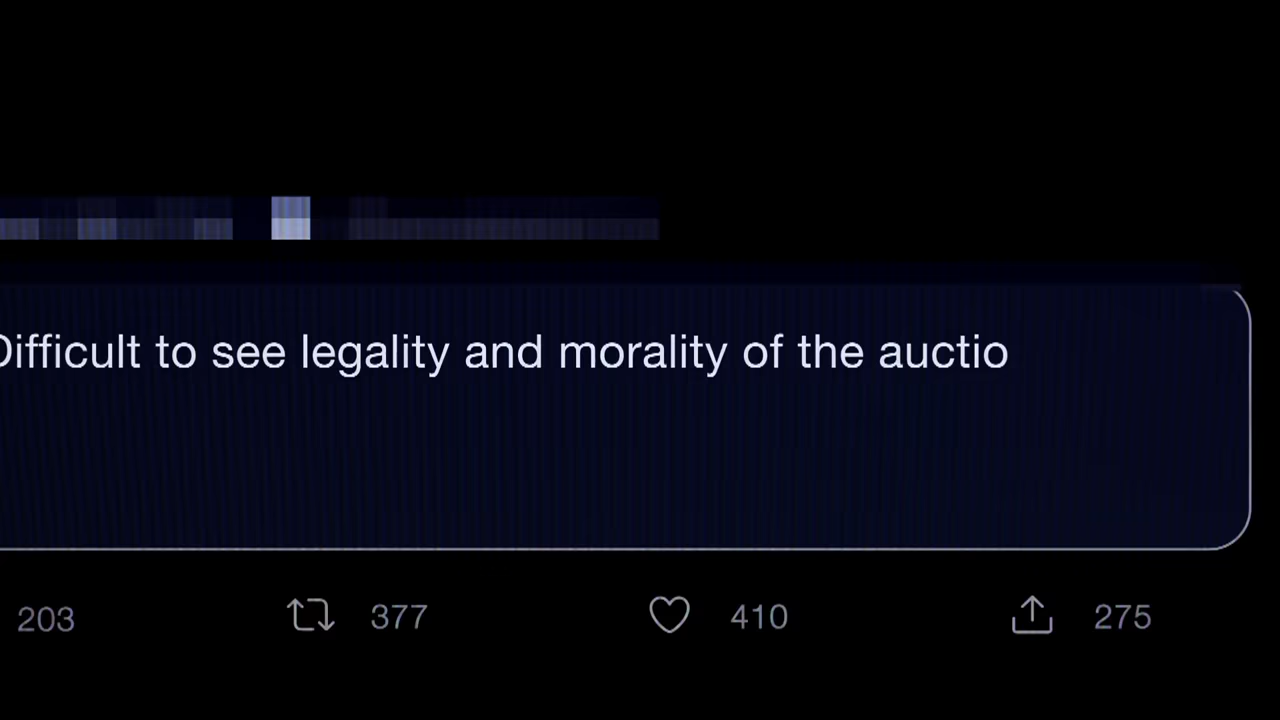 Difficult to see legality and morality of the auctio
203 377 410 275